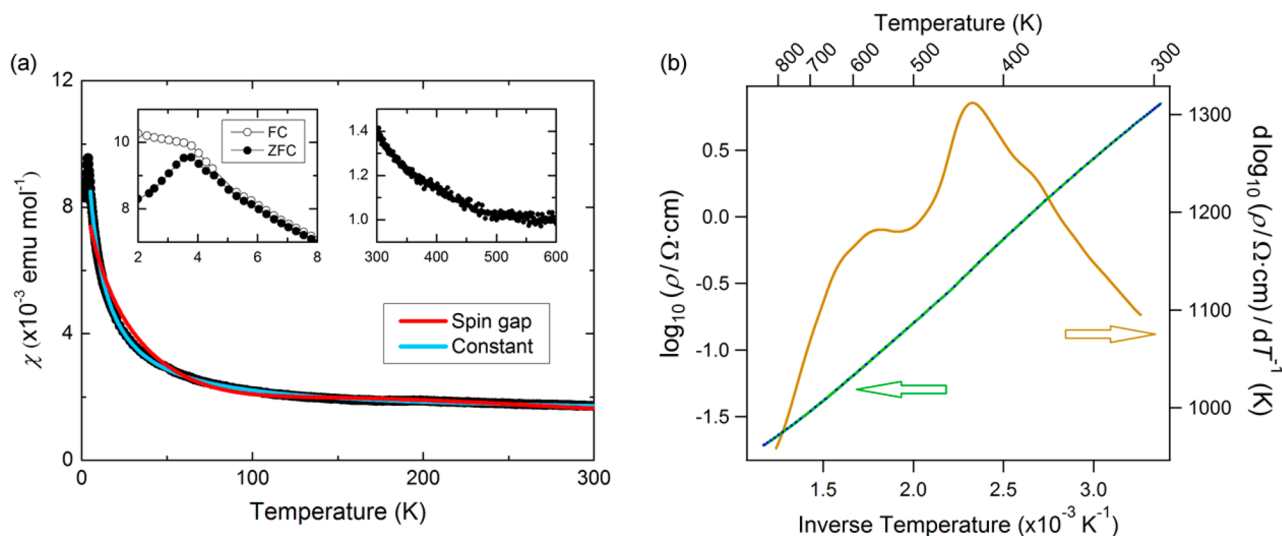 (a)
12
8
4
0
0
100
200
300
χ (x10⁻³ emu mol⁻¹)
Temperature (K)
10
8
2 4 6 8
FC
ZFC
1.4
1.2
1.0
300 400 500 600
Spin gap
Constant
(b)
Temperature (K)
800 700 600 500 400 300
0.5
0.0
-0.5
-1.0
-1.5
log₁₀ (ρ/ Ω·cm)
1300
1200
1100
1000
d log₁₀ (ρ/ Ω·cm) / dT⁻¹ (K)
1.5 2.0 2.5 3.0
Inverse Temperature (x10⁻³ K⁻¹)